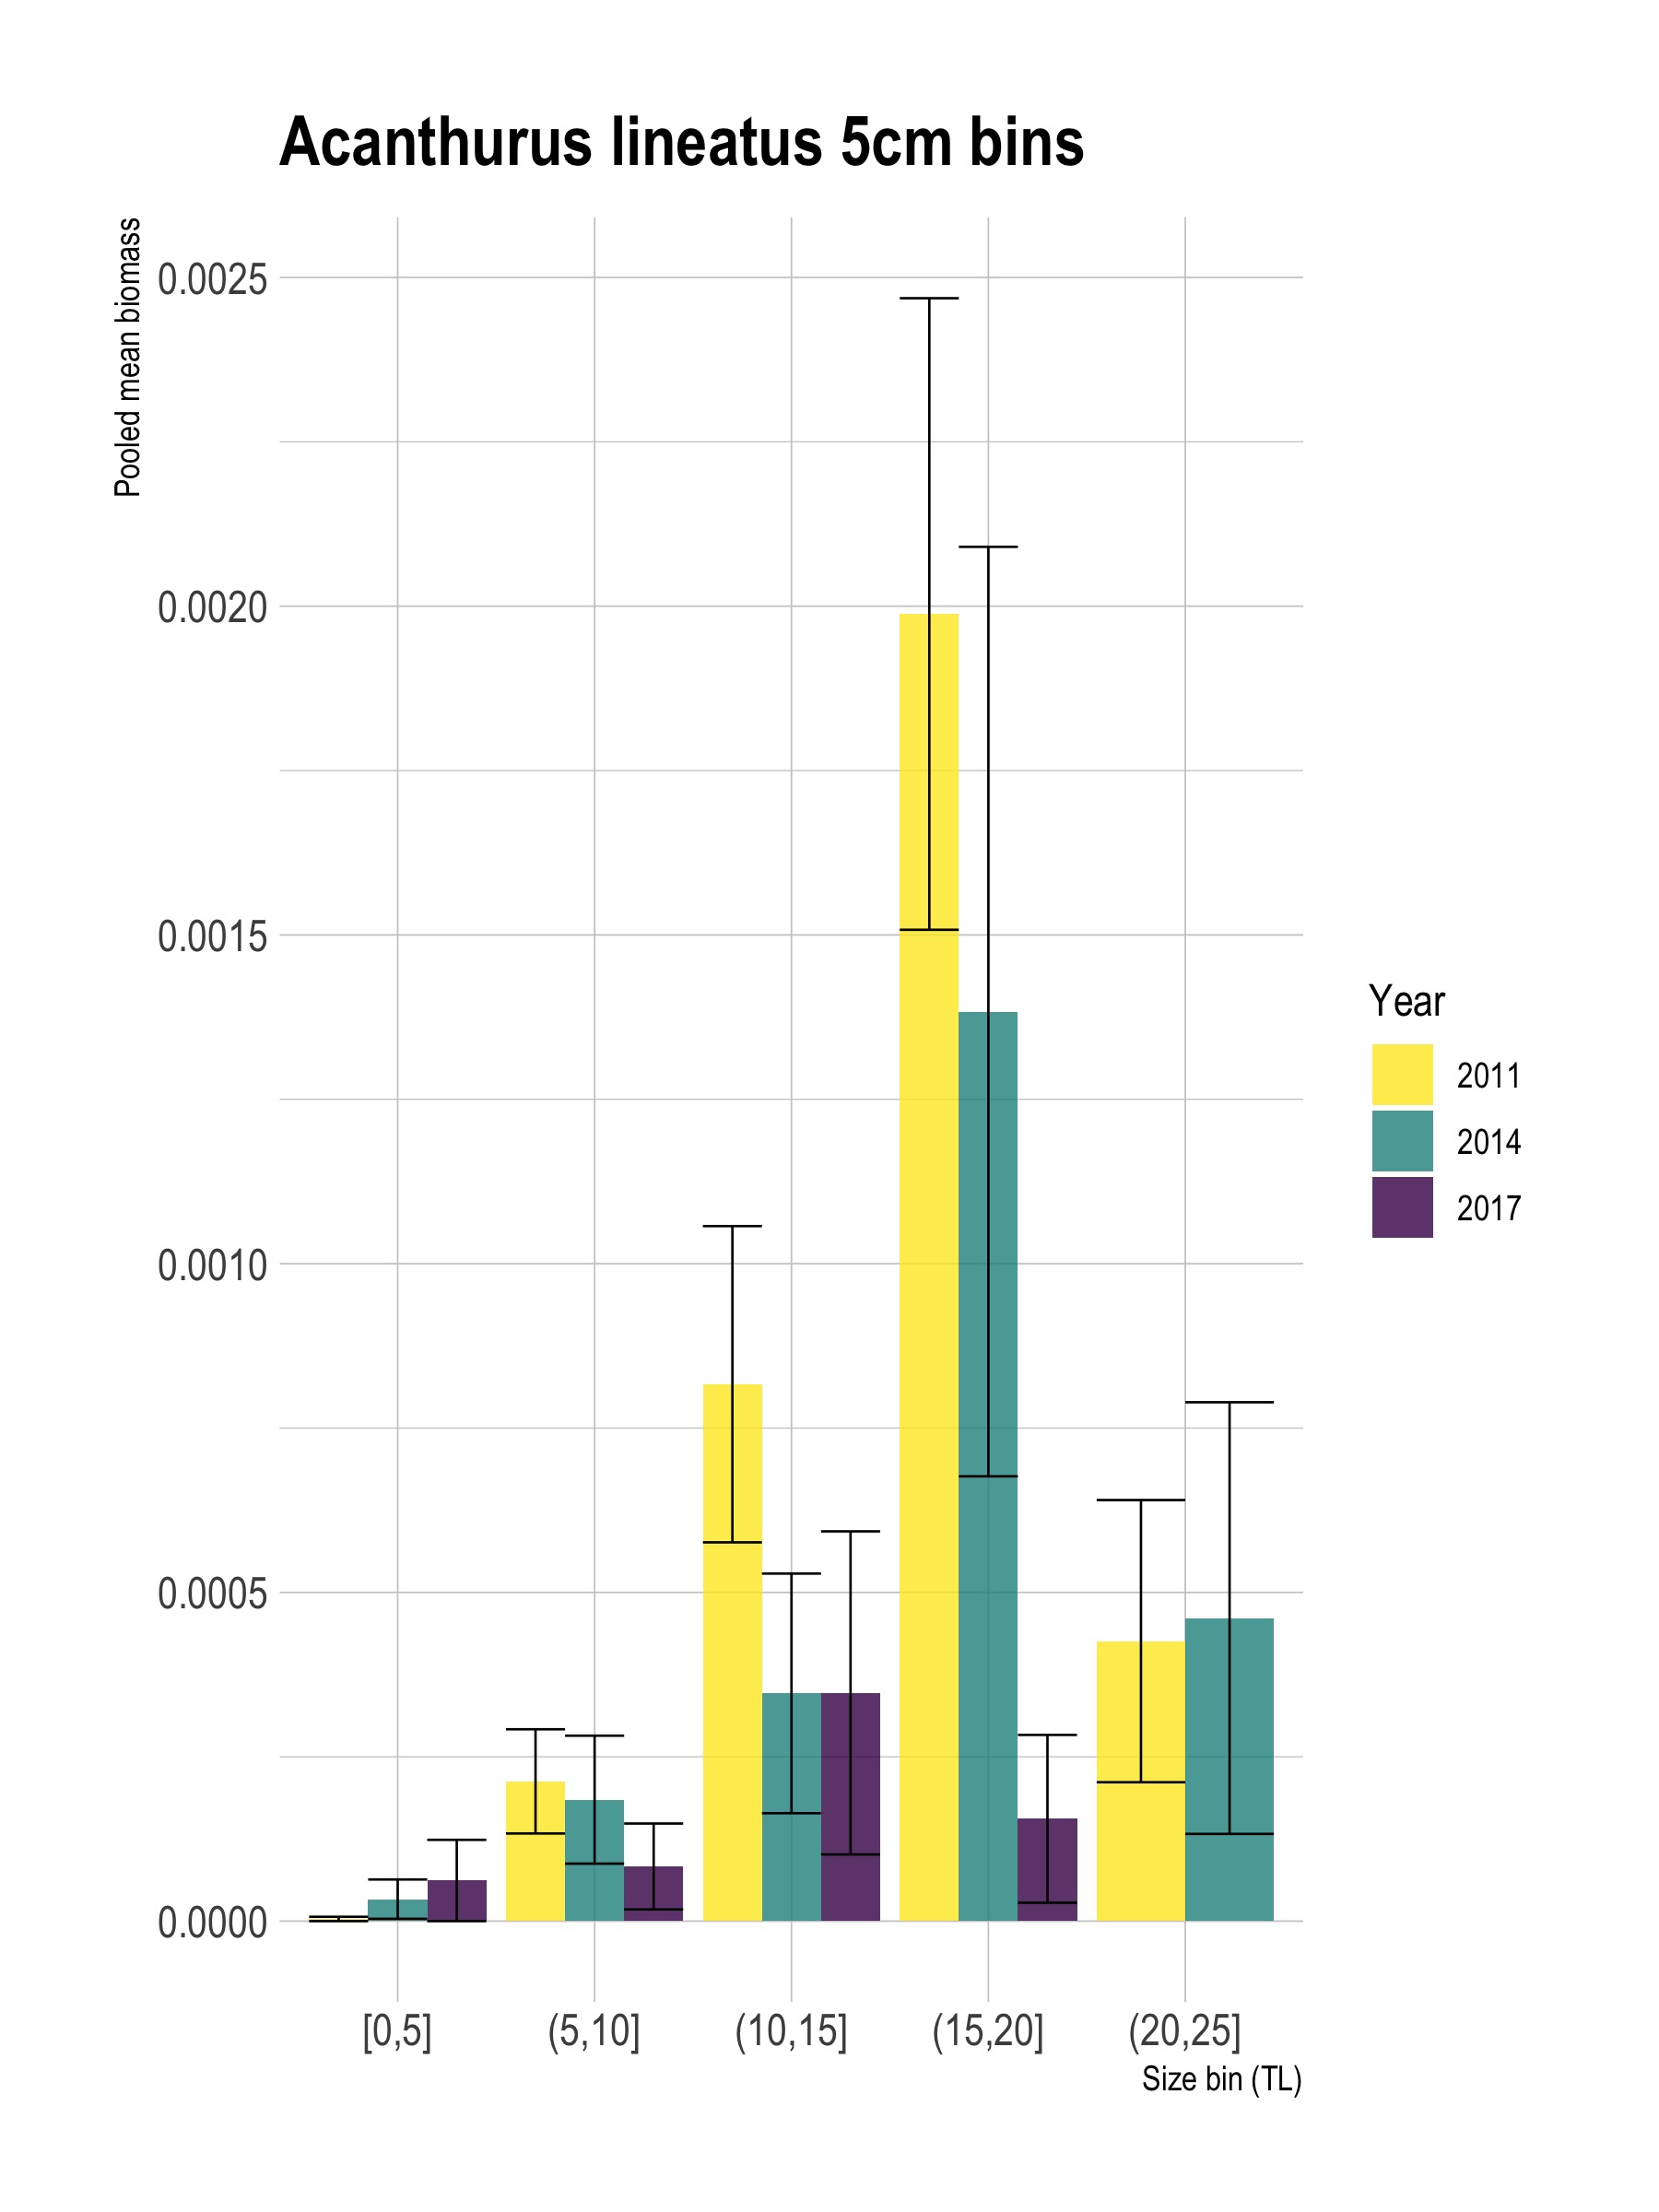 Acanthurus lineatus 5cm bins
Pooled mean biomass
0.0025
0.0020
0.0015
0.0010
0.0005
0.0000
[0,5] (5,10] (10,15] (15,20] (20,25]
Size bin (TL)
Year
2011
2014
2017